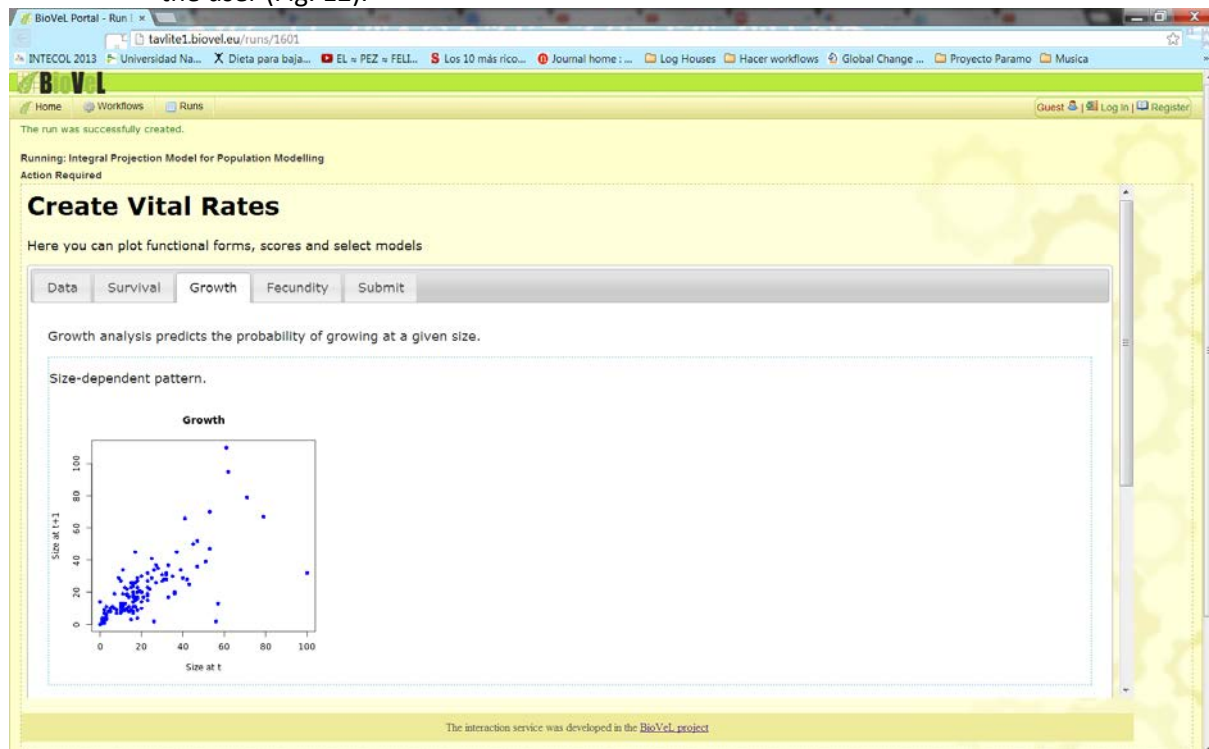 the user (Fig. 12).
BioVeL Portal - Run
tavlite1.biovel.eu/runs/1601
INTECOL 2013 Universidad Na... Dieta para baja... EL ≈ PEZ ≈ FELI... Los 10 más rico... Journal home : ... Log Houses Hacer workflows Global Change ... Proyecto Paramo Musica
BioVeL
Home Workflows Runs Guest | Log In | Register
The run was successfully created.
Running: Integral Projection Model for Population Modelling
Action Required
Create Vital Rates
Here you can plot functional forms, scores and select models
Data Survival Growth Fecundity Submit
Growth analysis predicts the probability of growing at a given size.
Size-dependent pattern.
Growth
Size at t+1
100
80
60
40
20
0
0 20 40 60 80 100
Size at t
The interaction service was developed in the BioVeL project